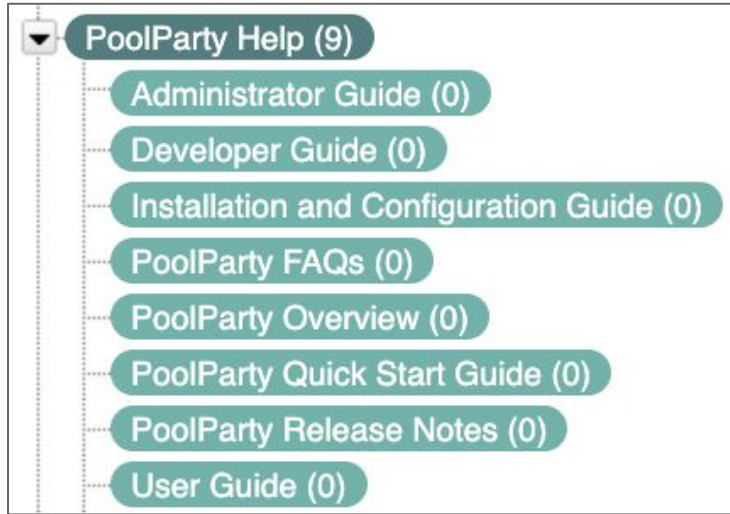 PoolParty Help (9)
Administrator Guide (0)
Developer Guide (0)
Installation and Configuration Guide (0)
PoolParty FAQs (0)
PoolParty Overview (0)
PoolParty Quick Start Guide (0)
PoolParty Release Notes (0)
User Guide (0)